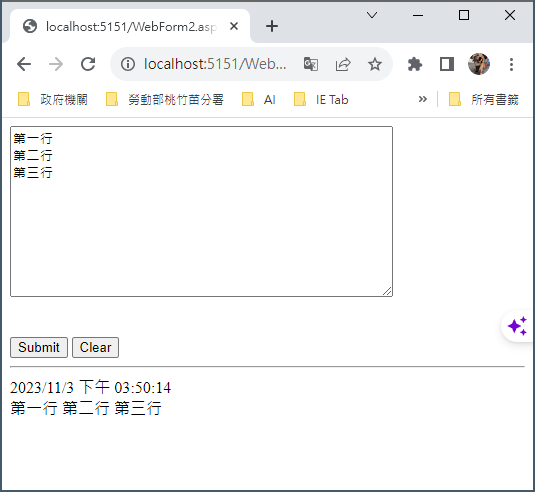 localhost:5151/WebForm2.asp
localhost:5151/Web...
政府機關 勞動部桃竹苗分署 AI IE Tab » 所有書籤
第一行
第二行
第三行
Submit Clear
2023/11/3 下午 03:50:14
第一行 第二行 第三行